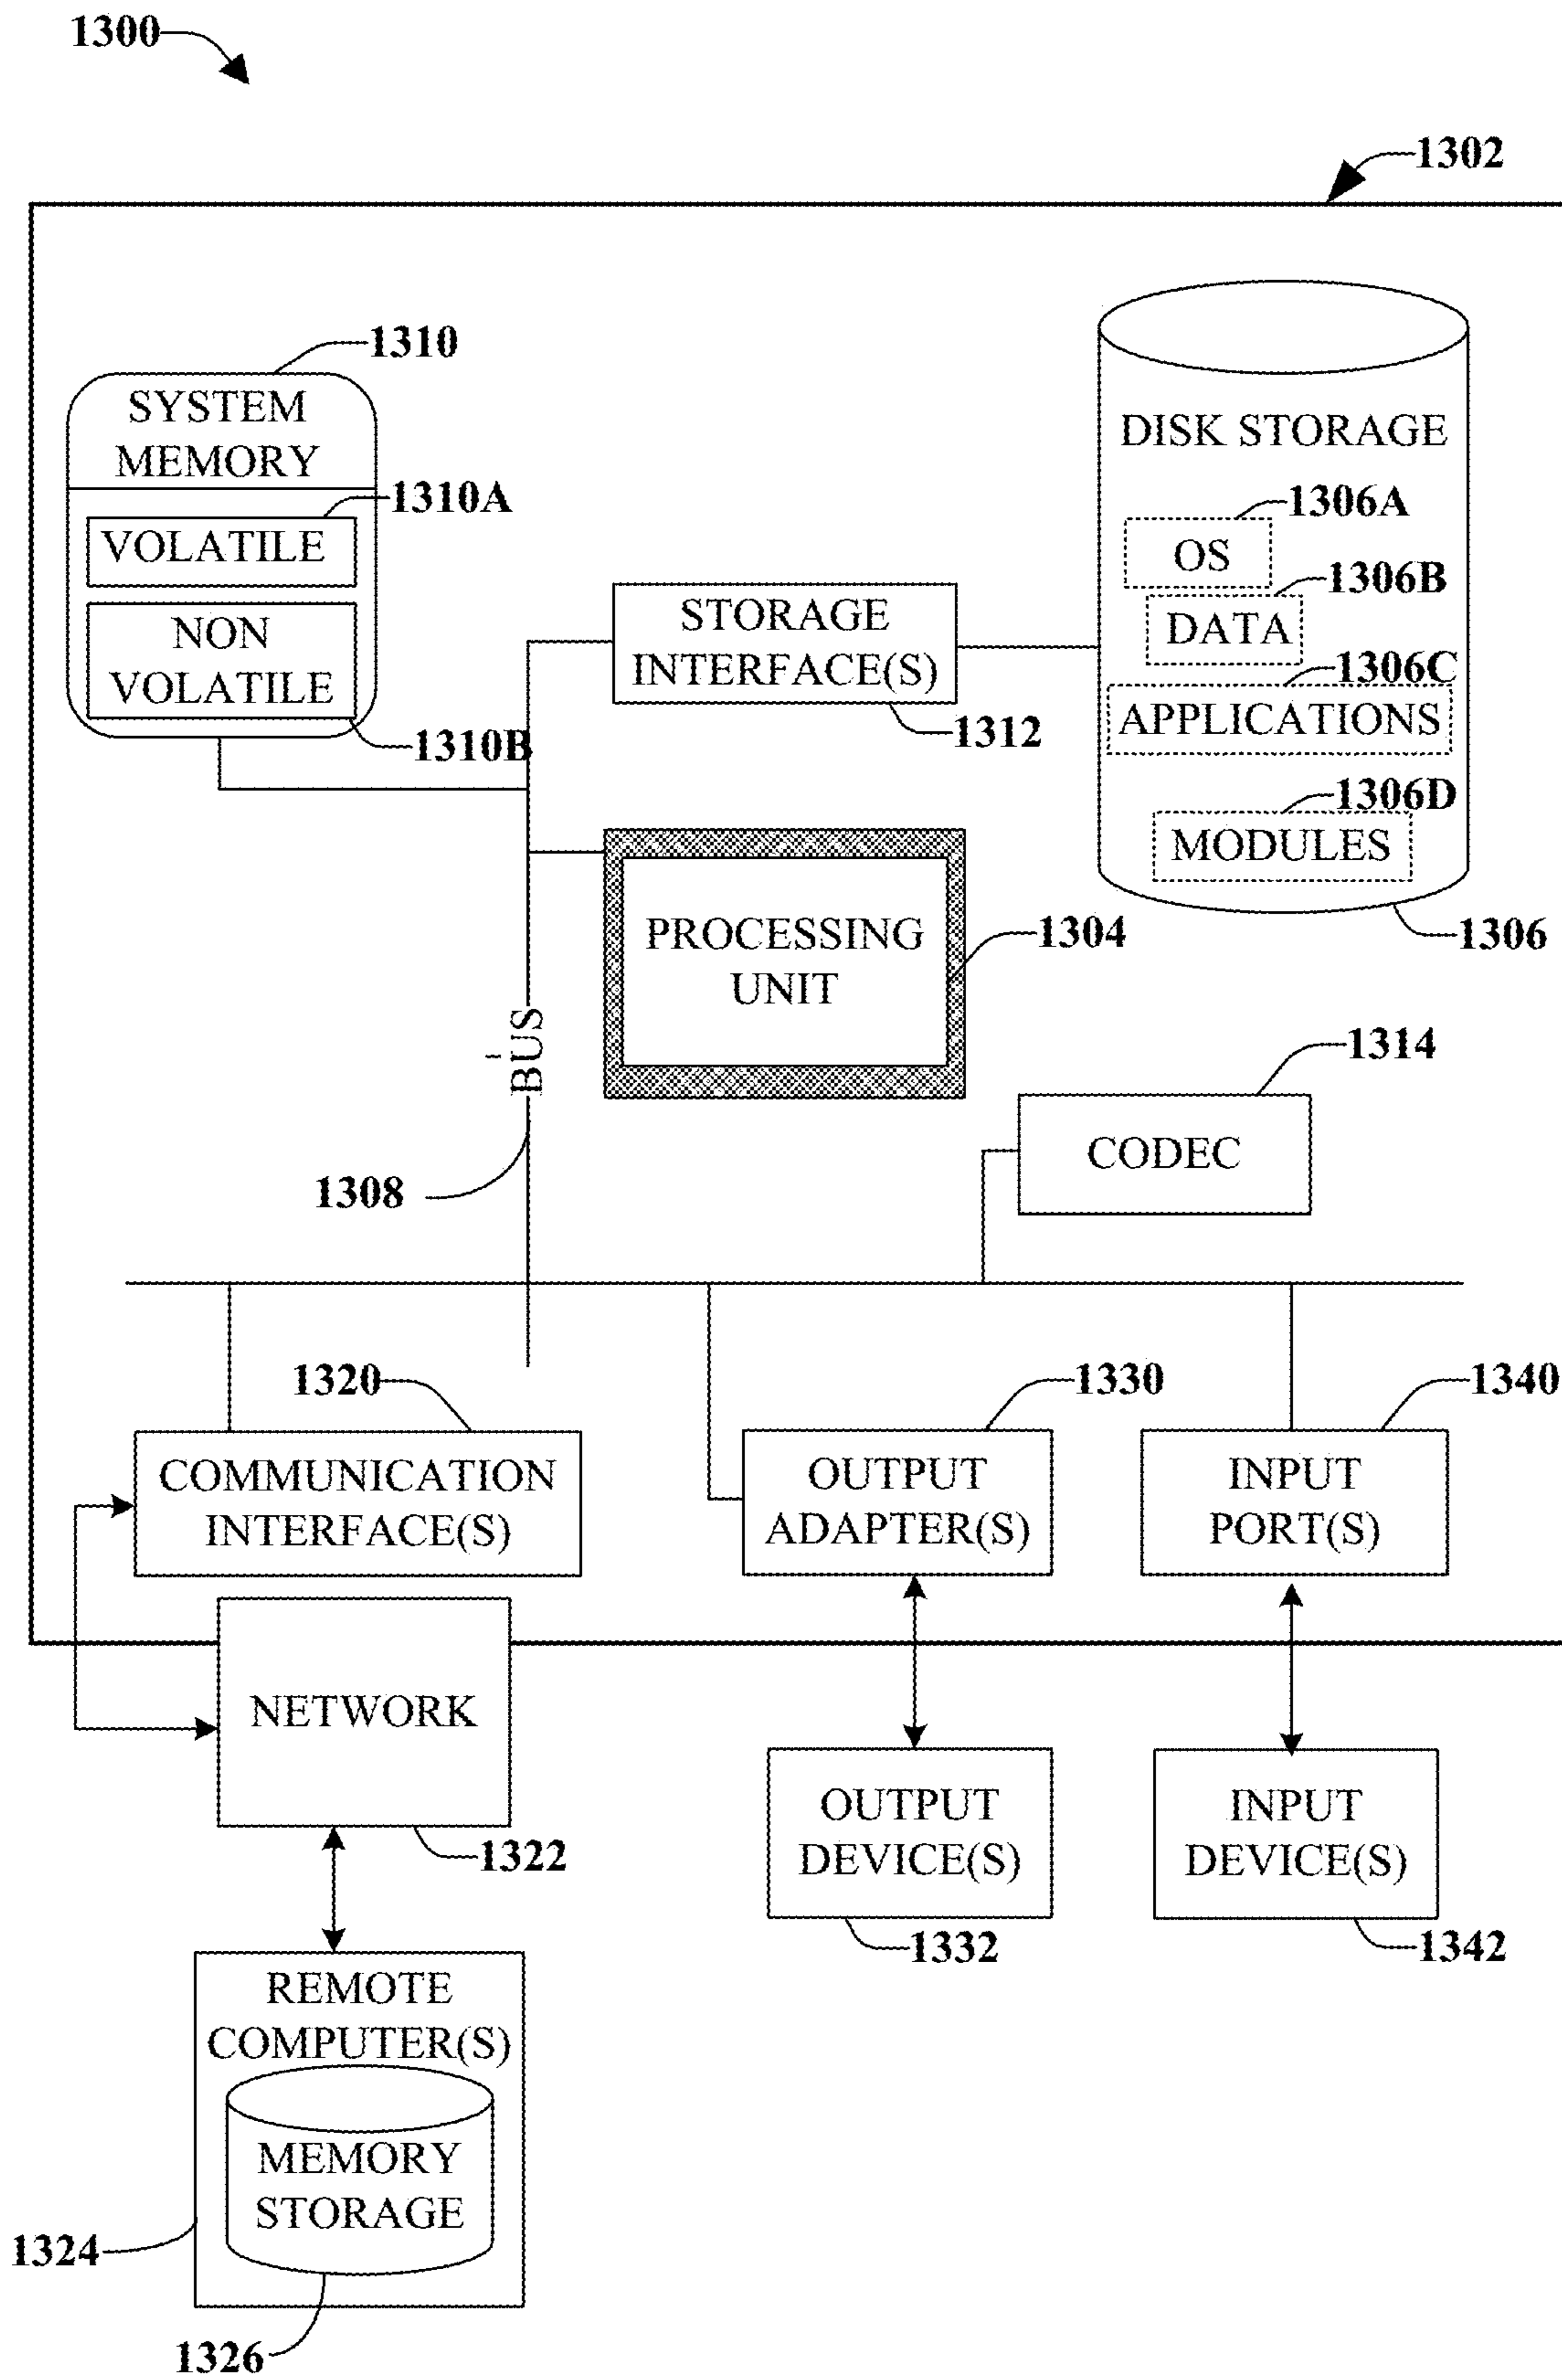 1300
1302
1310
SYSTEM
MEMORY
1310A
VOLATILE
NON
VOLATILE
1310B
STORAGE
INTERFACE(S)
1312
DISK STORAGE
1306A
OS
1306B
DATA
1306C
APPLICATIONS
1306D
MODULES
1306
PROCESSING
UNIT
1304
BUS
1308
1314
CODEC
1320
COMMUNICATION
INTERFACE(S)
1330
OUTPUT
ADAPTER(S)
1340
INPUT
PORT(S)
NETWORK
1322
OUTPUT
DEVICE(S)
1332
INPUT
DEVICE(S)
1342
REMOTE
COMPUTER(S)
MEMORY
STORAGE
1324
1326